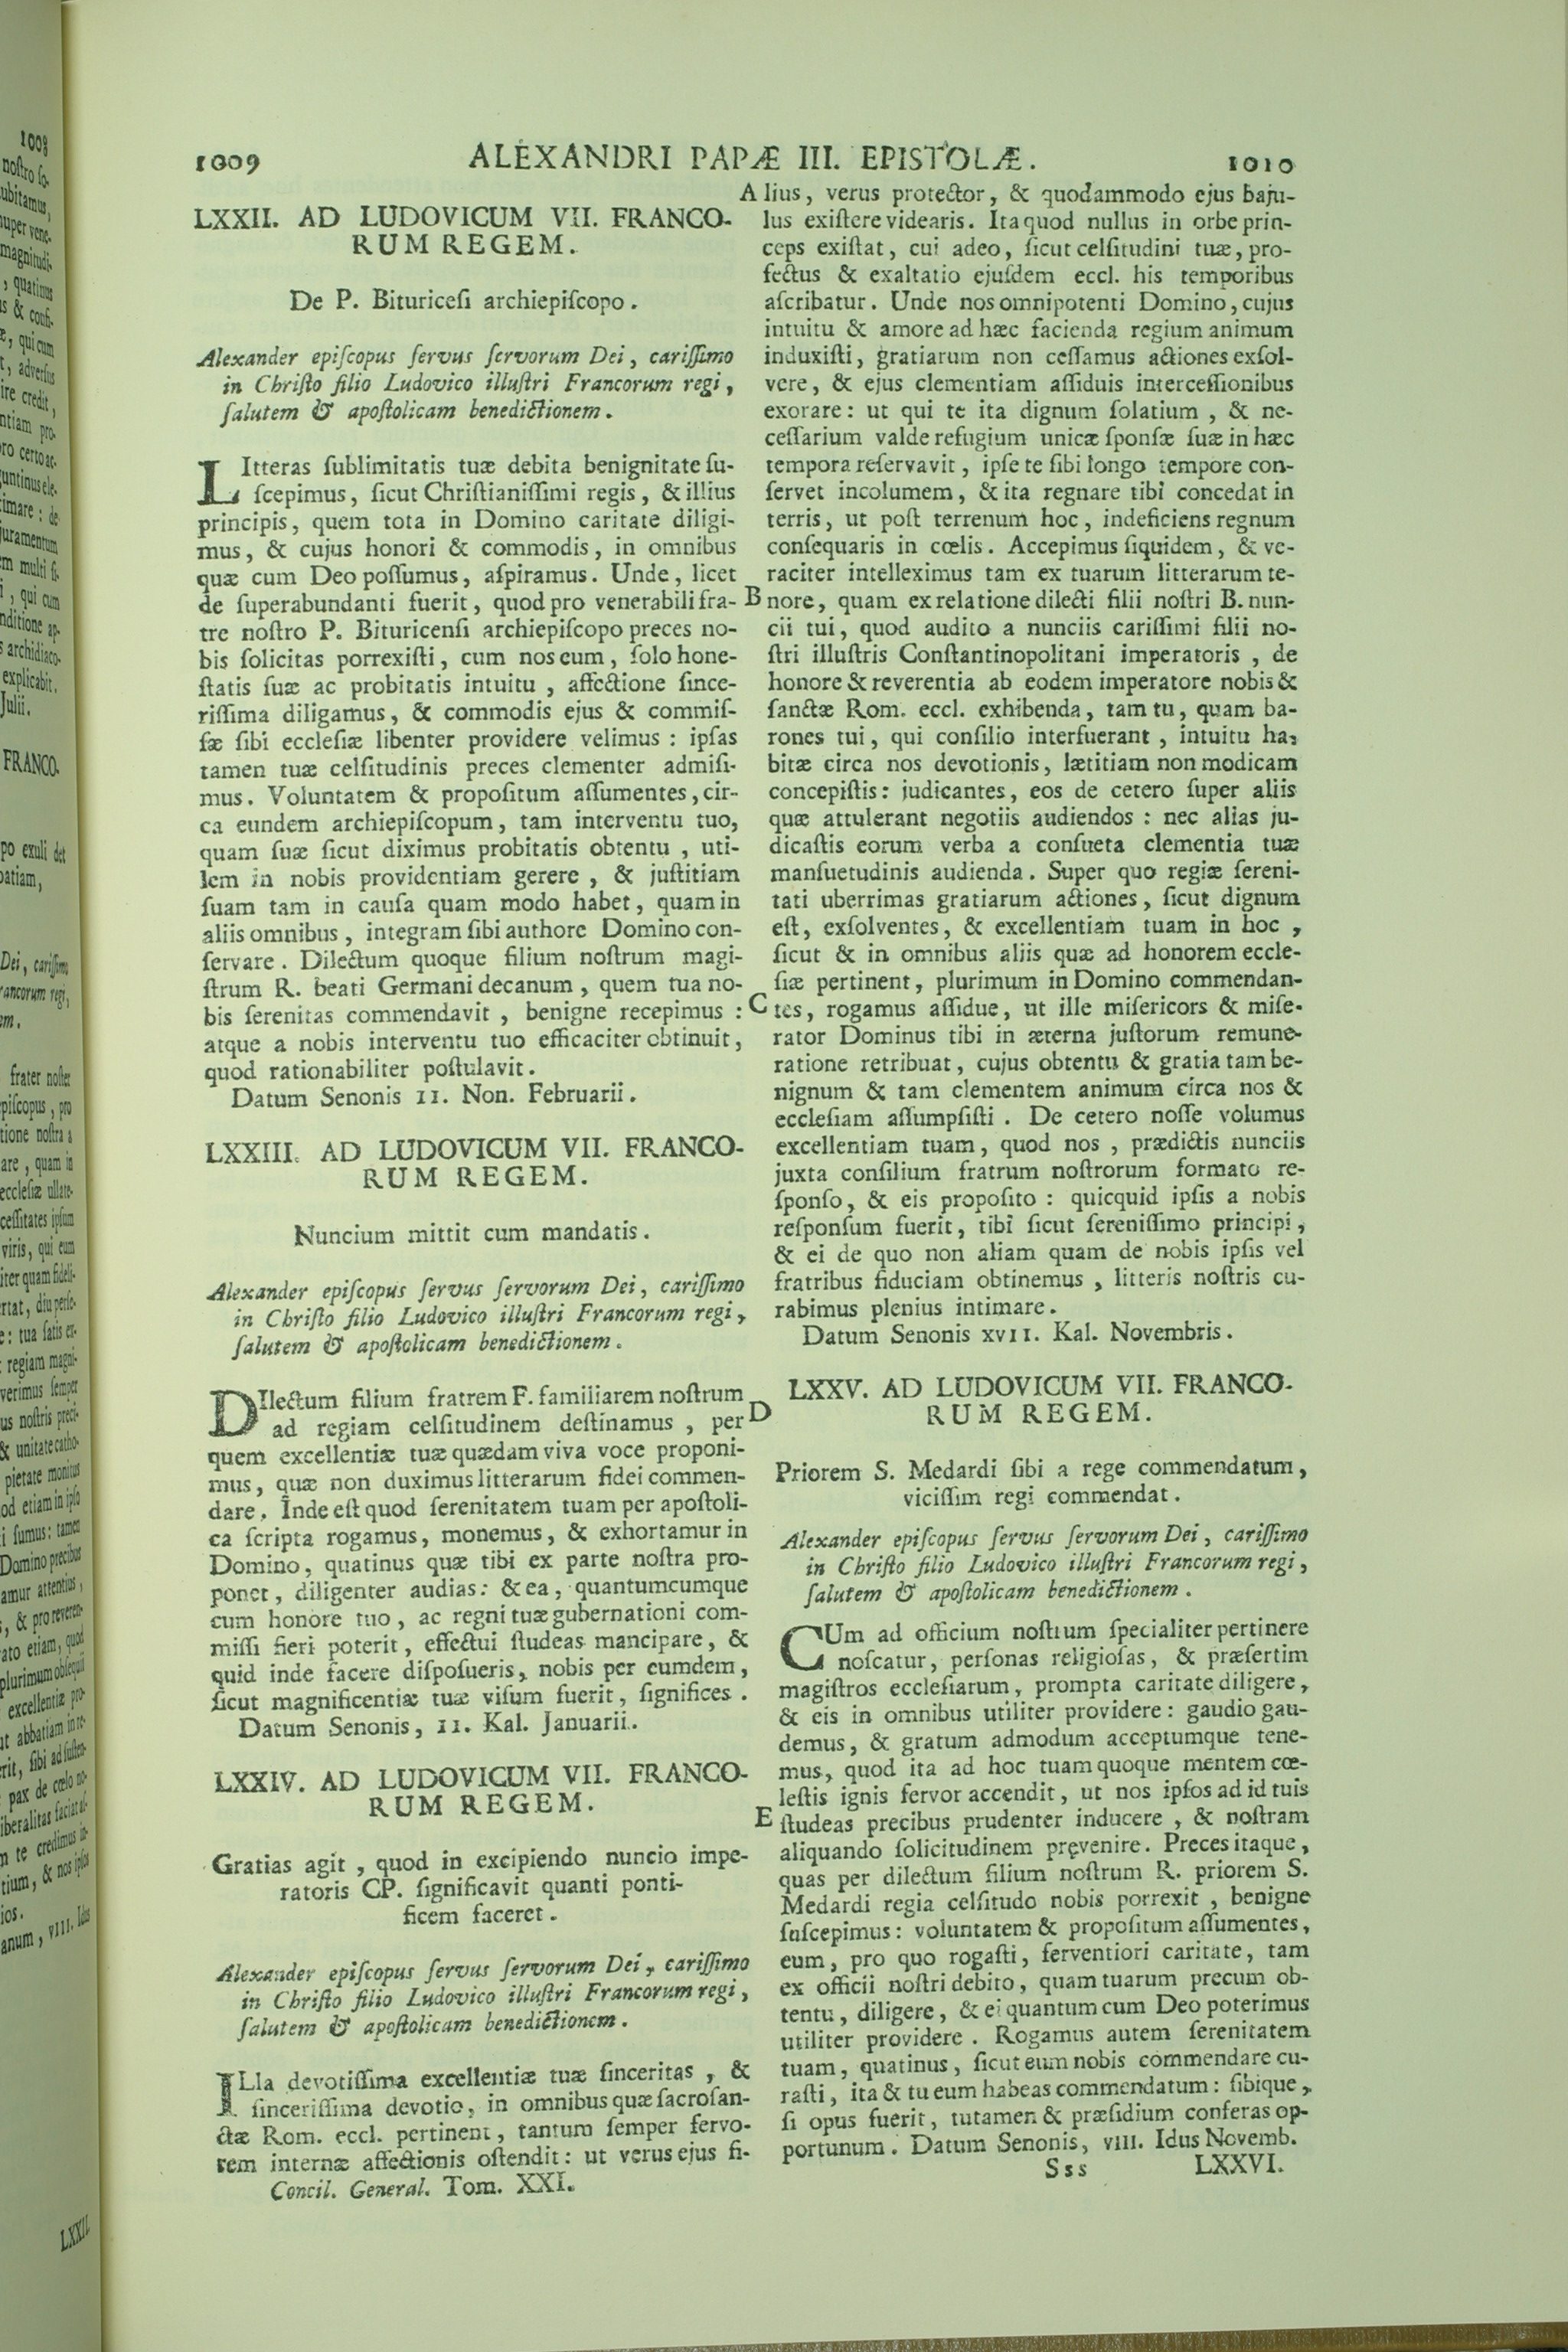 1009 ALEXANDRI PAPÆ III. EPISTOLÆ. 1010
LXXII. AD LUDOVICUM VII. FRANCO-
RUM REGEM.
De P. Bituriceſi archiepiſcopo.
Alexander epiſcopus ſervus ſervorum Dei, cariſſimo
in Chriſto filio Ludovico illuſtri Francorum regi,
ſalutem & apoſtolicam benedictionem.
LItteras ſublimitatis tuæ debita benignitate ſu-
ſcepimus, ſicut Chriſtianiſſimi regis, & illius
principis, quem tota in Domino caritate diligi-
mus, & cujus honori & commodis, in omnibus
quæ cum Deo poſſumus, aſpiramus. Unde, licet
de ſuperabundanti fuerit, quod pro venerabili fra-
tre noſtro P. Bituricenſi archiepiſcopo preces no-
bis ſolicitas porrexiſti, cum nos eum, ſolo hone-
ſtatis ſuæ ac probitatis intuitu, affectione ſince-
riſſima diligamus, & commodis ejus & commiſ-
ſæ ſibi eccleſiæ libenter providere velimus: ipſas
tamen tuæ celſitudinis preces clementer admiſi-
mus. Voluntatem & propoſitum aſſumentes, cir-
ca eundem archiepiſcopum, tam interventu tuo,
quam ſuæ ſicut diximus probitatis obtentu, uti-
lem in nobis providentiam gerere, & juſtitiam
ſuam tam in cauſa quam modo habet, quam in
aliis omnibus, integram ſibi authore Domino con-
ſervare. Dilectum quoque filium noſtrum magi-
ſtrum R. beati Germani decanum, quem tua no-
bis ſerenitas commendavit, benigne recepimus:
atque a nobis interventu tuo efficaciter obtinuit,
quod rationabiliter poſtulavit.
Datum Senonis II. Non. Februarii.
LXXIII. AD LUDOVICUM VII. FRANCO-
RUM REGEM.
Nuncium mittit cum mandatis.
Alexander epiſcopus ſervus ſervorum Dei, cariſſimo
in Chriſto filio Ludovico illuſtri Francorum regi,
ſalutem & apoſtolicam benedictionem.
DIlectum filium fratrem F. familiarem noſtrum
ad regiam celſitudinem deſtinamus, per
quem excellentiæ tuæ quædam viva voce proponi-
mus, quæ non duximus litterarum fidei commen-
dare. Inde eſt quod ſerenitatem tuam per apoſtoli-
ca ſcripta rogamus, monemus, & exhortamur in
Domino, quatinus quæ tibi ex parte noſtra pro-
ponet, diligenter audias: & ea, quantumcumque
cum honore tuo, ac regni tuæ gubernationi com-
miſſi fieri poterit, effectui ſtudeas mancipare, &
quid inde facere diſpoſueris, nobis per eumdem,
ſicut magnificentiæ tuæ viſum fuerit, ſignifices.
Datum Senonis, II. Kal. Januarii.
LXXIV. AD LUDOVICUM VII. FRANCO-
RUM REGEM.
Gratias agit, quod in excipiendo nuncio impe-
ratoris CP. ſignificavit quanti ponti-
ficem faceret.
Alexander epiſcopus ſervus ſervorum Dei, cariſſimo
in Chriſto filio Ludovico illuſtri Francorum regi,
ſalutem & apoſtolicam benedictionem.
ILla devotiſſima excellentiæ tuæ ſinceritas, &
ſinceriſſima devotio, in omnibus quæ ſacroſan-
ctæ Rom. eccl. pertinent, tantum ſemper fervo-
rem internæ affectionis oſtendit: ut verus ejus fi-
Concil. General. Tom. XXI.
A lius, verus protector, & quodammodo ejus baju-
lus exiſtere videaris. Ita quod nullus in orbe prin-
ceps exiſtat, cui adeo, ſicut celſitudini tuæ, pro-
fectus & exaltatio ejuſdem eccl. his temporibus
aſcribatur. Unde nos omnipotenti Domino, cujus
intuitu & amore ad hæc facienda regium animum
induxiſti, gratiarum non ceſſamus actiones exſol-
vere, & ejus clementiam aſſiduis interceſſionibus
exorare: ut qui te ita dignum ſolatium, & ne-
ceſſarium valde refugium unicæ ſponſæ ſuæ in hæc
tempora reſervavit, ipſe te ſibi longo tempore con-
ſervet incolumem, & ita regnare tibi concedat in
terris, ut poſt terrenum hoc, indeficiens regnum
conſequaris in cœlis. Accepimus ſiquidem, & ve-
raciter intelleximus tam ex tuarum litterarum te-
B nore, quam ex relatione dilecti filii noſtri B. nun-
cii tui, quod audito a nunciis cariſſimi filii no-
ſtri illuſtris Conſtantinopolitani imperatoris, de
honore & reverentia ab eodem imperatore nobis &
ſanctæ Rom. eccl. exhibenda, tam tu, quam ba-
rones tui, qui conſilio interfuerant, intuitu ha-
bitæ circa nos devotionis, lætitiam non modicam
concepiſtis: judicantes, eos de cetero ſuper aliis
quæ attulerant negotiis audiendos: nec alias ju-
dicaſtis eorum verba a conſueta clementia tuæ
manſuetudinis audienda. Super quo regiæ ſereni-
tati uberrimas gratiarum actiones, ſicut dignum
eſt, exſolventes, & excellentiam tuam in hoc,
ſicut & in omnibus aliis quæ ad honorem eccle-
ſiæ pertinent, plurimum in Domino commendan-
C tes, rogamus aſſidue, ut ille miſericors & miſe-
rator Dominus tibi in æterna juſtorum remune-
ratione retribuat, cujus obtentu & gratia tam be-
nignum & tam clementem animum circa nos &
eccleſiam aſſumpſiſti. De cetero noſſe volumus
excellentiam tuam, quod nos, prædictis nunciis
juxta conſilium fratrum noſtrorum formato re-
ſponſo, & eis propoſito: quicquid ipſis a nobis
reſponſum fuerit, tibi ſicut ſereniſſimo principi,
& ei de quo non aliam quam de nobis ipſis vel
fratribus fiduciam obtinemus, litteris noſtris cu-
rabimus plenius intimare.
Datum Senonis XVII. Kal. Novembris.
D
LXXV. AD LUDOVICUM VII. FRANCO-
RUM REGEM.
Priorem S. Medardi ſibi a rege commendatum,
viciſſim regi commendat.
Alexander epiſcopus ſervus ſervorum Dei, cariſſimo
in Chriſto filio Ludovico illuſtri Francorum regi,
ſalutem & apoſtolicam benedictionem.
CUm ad officium noſtrum ſpecialiter pertinere
noſcatur, perſonas religioſas, & præſertim
magiſtros eccleſiarum, prompta caritate diligere,
& eis in omnibus utiliter providere: gaudio gau-
demus, & gratum admodum acceptumque tene-
mus, quod ita ad hoc tuam quoque mentem cœ-
leſtis ignis fervor accendit, ut nos ipſos ad id tuis
E ſtudeas precibus prudenter inducere, & noſtram
aliquando ſolicitudinem pręvenire. Preces itaque,
quas per dilectum filium noſtrum R. priorem S.
Medardi regia celſitudo nobis porrexit, benigne
ſuſcepimus: voluntatem & propoſitum aſſumentes,
eum, pro quo rogaſti, ferventiori caritate, tam
ex officii noſtri debito, quam tuarum precum ob-
tentu, diligere, & ei quantum cum Deo poterimus
utiliter providere. Rogamus autem ſerenitatem
tuam, quatinus, ſicut eum nobis commendare cu-
raſti, ita & tu eum habeas commendatum: ſibique,
ſi opus fuerit, tutamen & præſidium conferas op-
portunum. Datum Senonis, VIII. Idus Novemb.
Sss LXXVI.